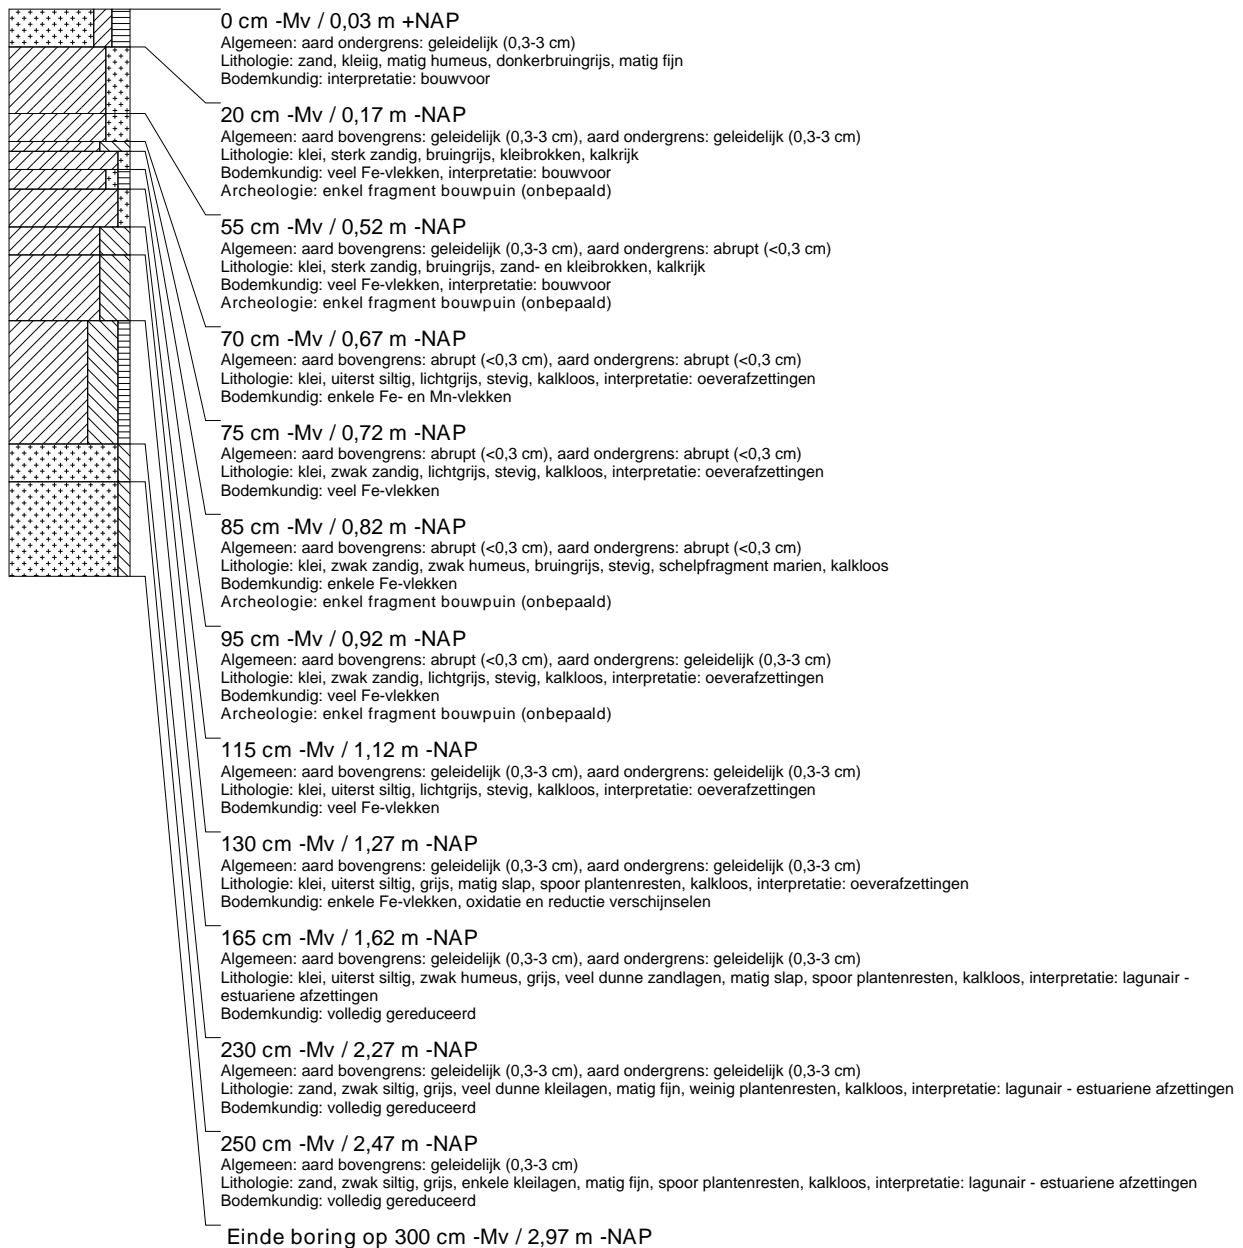 0 cm -Mv / 0,03 m +NAP
Algemeen: aard ondergrens: geleidelijk (0,3-3 cm)
Lithologie: zand, kleiig, matig humeus, donkerbruingrijs, matig fijn
Bodemkundig: interpretatie: bouwvoor
20 cm -Mv / 0,17 m -NAP
Algemeen: aard bovengrens: geleidelijk (0,3-3 cm), aard ondergrens: geleidelijk (0,3-3 cm)
Lithologie: klei, sterk zandig, bruingrijs, kleibrokken, kalkrijk
Bodemkundig: veel Fe-vlekken, interpretatie: bouwvoor
Archeologie: enkel fragment bouwpuin (onbepaald)
55 cm -Mv / 0,52 m -NAP
Algemeen: aard bovengrens: geleidelijk (0,3-3 cm), aard ondergrens: abrupt (<0,3 cm)
Lithologie: klei, sterk zandig, bruingrijs, zand- en kleibrokken, kalkrijk
Bodemkundig: veel Fe-vlekken, interpretatie: bouwvoor
Archeologie: enkel fragment bouwpuin (onbepaald)
70 cm -Mv / 0,67 m -NAP
Algemeen: aard bovengrens: abrupt (<0,3 cm), aard ondergrens: abrupt (<0,3 cm)
Lithologie: klei, uiterst siltig, lichtgrijs, stevig, kalkloos, interpretatie: oeverafzettingen
Bodemkundig: enkele Fe- en Mn-vlekken
75 cm -Mv / 0,72 m -NAP
Algemeen: aard bovengrens: abrupt (<0,3 cm), aard ondergrens: abrupt (<0,3 cm)
Lithologie: klei, zwak zandig, lichtgrijs, stevig, kalkloos, interpretatie: oeverafzettingen
Bodemkundig: veel Fe-vlekken
85 cm -Mv / 0,82 m -NAP
Algemeen: aard bovengrens: abrupt (<0,3 cm), aard ondergrens: abrupt (<0,3 cm)
Lithologie: klei, zwak zandig, zwak humeus, bruingrijs, stevig, schelpfragment marien, kalkloos
Bodemkundig: enkele Fe-vlekken
Archeologie: enkel fragment bouwpuin (onbepaald)
95 cm -Mv / 0,92 m -NAP
Algemeen: aard bovengrens: abrupt (<0,3 cm), aard ondergrens: geleidelijk (0,3-3 cm)
Lithologie: klei, zwak zandig, lichtgrijs, stevig, kalkloos, interpretatie: oeverafzettingen
Bodemkundig: veel Fe-vlekken
Archeologie: enkel fragment bouwpuin (onbepaald)
115 cm -Mv / 1,12 m -NAP
Algemeen: aard bovengrens: geleidelijk (0,3-3 cm), aard ondergrens: geleidelijk (0,3-3 cm)
Lithologie: klei, uiterst siltig, lichtgrijs, stevig, kalkloos, interpretatie: oeverafzettingen
Bodemkundig: veel Fe-vlekken
130 cm -Mv / 1,27 m -NAP
Algemeen: aard bovengrens: geleidelijk (0,3-3 cm), aard ondergrens: geleidelijk (0,3-3 cm)
Lithologie: klei, uiterst siltig, grijs, matig slap, spoor plantenresten, kalkloos, interpretatie: oeverafzettingen
Bodemkundig: enkele Fe-vlekken, oxidatie en reductie verschijnselen
165 cm -Mv / 1,62 m -NAP
Algemeen: aard bovengrens: geleidelijk (0,3-3 cm), aard ondergrens: geleidelijk (0,3-3 cm)
Lithologie: klei, uiterst siltig, zwak humeus, grijs, veel dunne zandlagen, matig slap, spoor plantenresten, kalkloos, interpretatie: lagunair -
estuariene afzettingen
Bodemkundig: volledig gereduceerd
230 cm -Mv / 2,27 m -NAP
Algemeen: aard bovengrens: geleidelijk (0,3-3 cm), aard ondergrens: geleidelijk (0,3-3 cm)
Lithologie: zand, zwak siltig, grijs, veel dunne kleilagen, matig fijn, weinig plantenresten, kalkloos, interpretatie: lagunair - estuariene afzettingen
Bodemkundig: volledig gereduceerd
250 cm -Mv / 2,47 m -NAP
Algemeen: aard bovengrens: geleidelijk (0,3-3 cm)
Lithologie: zand, zwak siltig, grijs, enkele kleilagen, matig fijn, spoor plantenresten, kalkloos, interpretatie: lagunair - estuariene afzettingen
Bodemkundig: volledig gereduceerd
Einde boring op 300 cm -Mv / 2,97 m -NAP